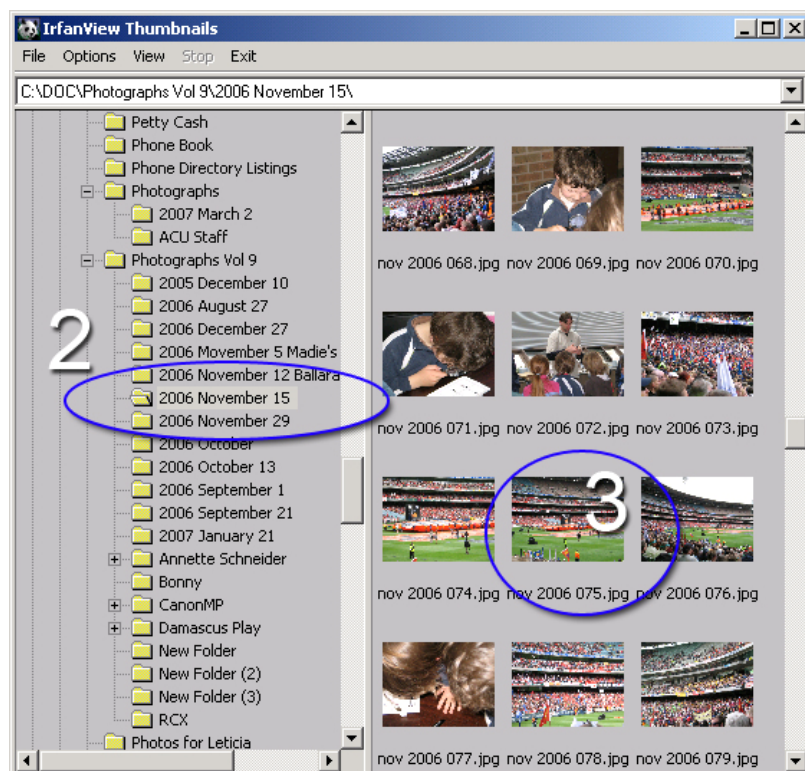 IrfanView Thumbnails
File Options View Stop Exit
C:\DOC\Photographs Vol 9\2006 November 15\
Petty Cash
Phone Book
Phone Directory Listings
Photographs
2007 March 2
ACU Staff
Photographs Vol 9
2005 December 10
2006 August 27
2006 December 27
2006 Movember 5 Madie's
2006 November 12 Ballara
2006 November 15
2006 November 29
2006 October
2006 October 13
2006 September 1
2006 September 21
2007 January 21
Annette Schneider
Bonny
CanonMP
Damascus Play
New Folder
New Folder (2)
New Folder (3)
RCX
Photos for Leticia
2
nov 2006 068.jpg nov 2006 069.jpg nov 2006 070.jpg
nov 2006 071.jpg nov 2006 072.jpg nov 2006 073.jpg
3
nov 2006 074.jpg nov 2006 075.jpg nov 2006 076.jpg
nov 2006 077.jpg nov 2006 078.jpg nov 2006 079.jpg